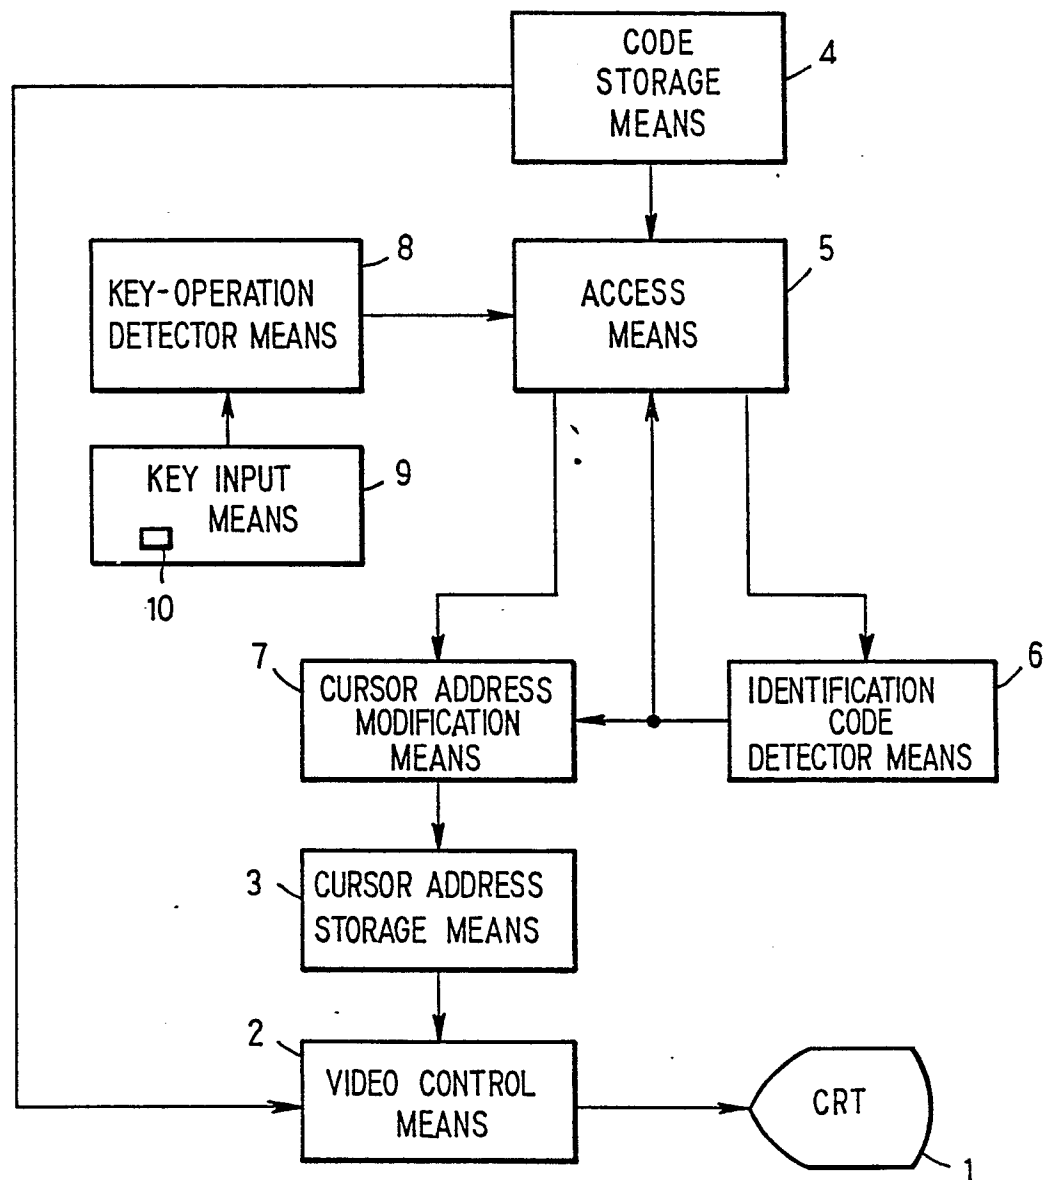 CODE
STORAGE
MEANS
4
KEY-OPERATION
DETECTOR MEANS
8
ACCESS
MEANS
5
KEY INPUT
MEANS
9
10
CURSOR ADDRESS
MODIFICATION
MEANS
7
IDENTIFICATION
CODE
DETECTOR MEANS
6
CURSOR ADDRESS
STORAGE MEANS
3
VIDEO CONTROL
MEANS
2
CRT
1